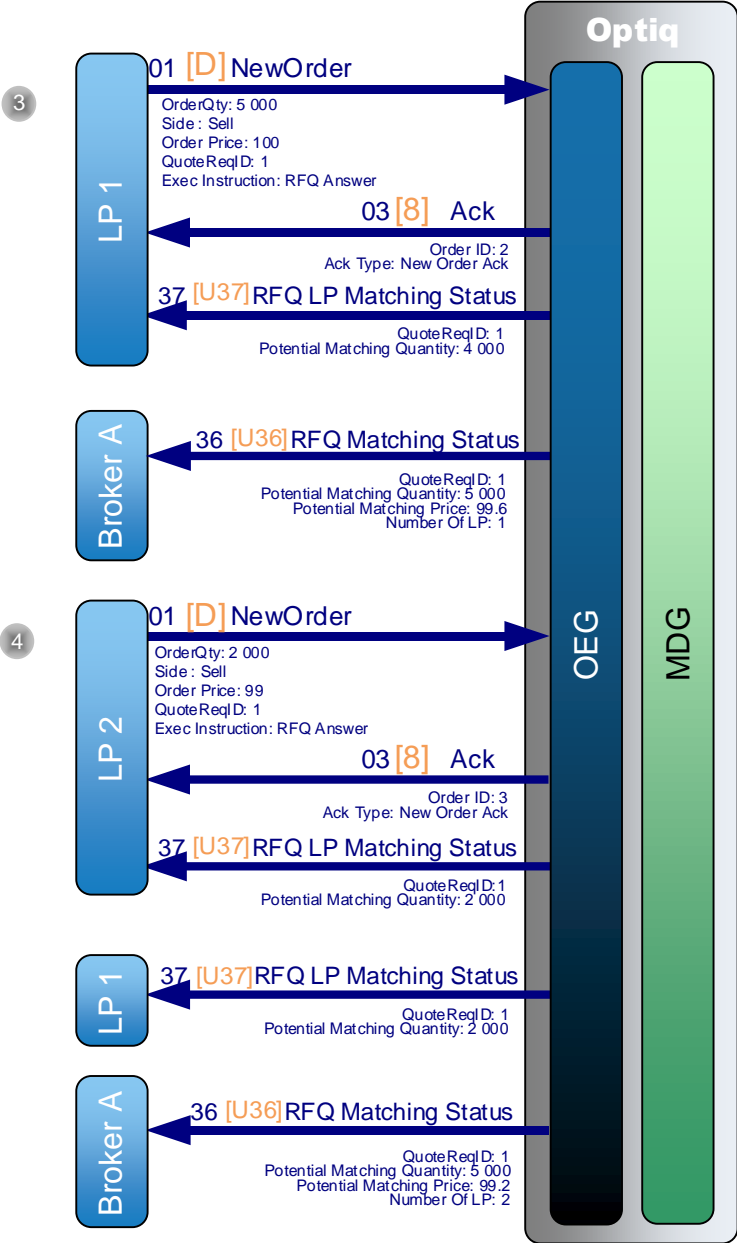 Optiq
3
LP 1
01 [D] NewOrder
OrderQty: 5 000
Side : Sell
Order Price: 100
QuoteReqID: 1
Exec Instruction: RFQ Answer
03 [8] Ack
Order ID: 2
Ack Type: New Order Ack
37 [U37] RFQ LP Matching Status
QuoteReqID: 1
Potential Matching Quantity: 4 000
Broker A
36 [U36] RFQ Matching Status
QuoteReqID: 1
Potential Matching Quantity: 5 000
Potential Matching Price: 99.6
Number Of LP: 1
4
LP 2
01 [D] NewOrder
OrderQty: 2 000
Side : Sell
Order Price: 99
QuoteReqID: 1
Exec Instruction: RFQ Answer
03 [8] Ack
Order ID: 3
Ack Type: New Order Ack
37 [U37] RFQ LP Matching Status
QuoteReqID:1
Potential Matching Quantity: 2 000
LP 1
37 [U37] RFQ LP Matching Status
QuoteReqID: 1
Potential Matching Quantity: 2 000
Broker A
36 [U36] RFQ Matching Status
QuoteReqID: 1
Potential Matching Quantity: 5 000
Potential Matching Price: 99.2
Number Of LP: 2
OEG
MDG